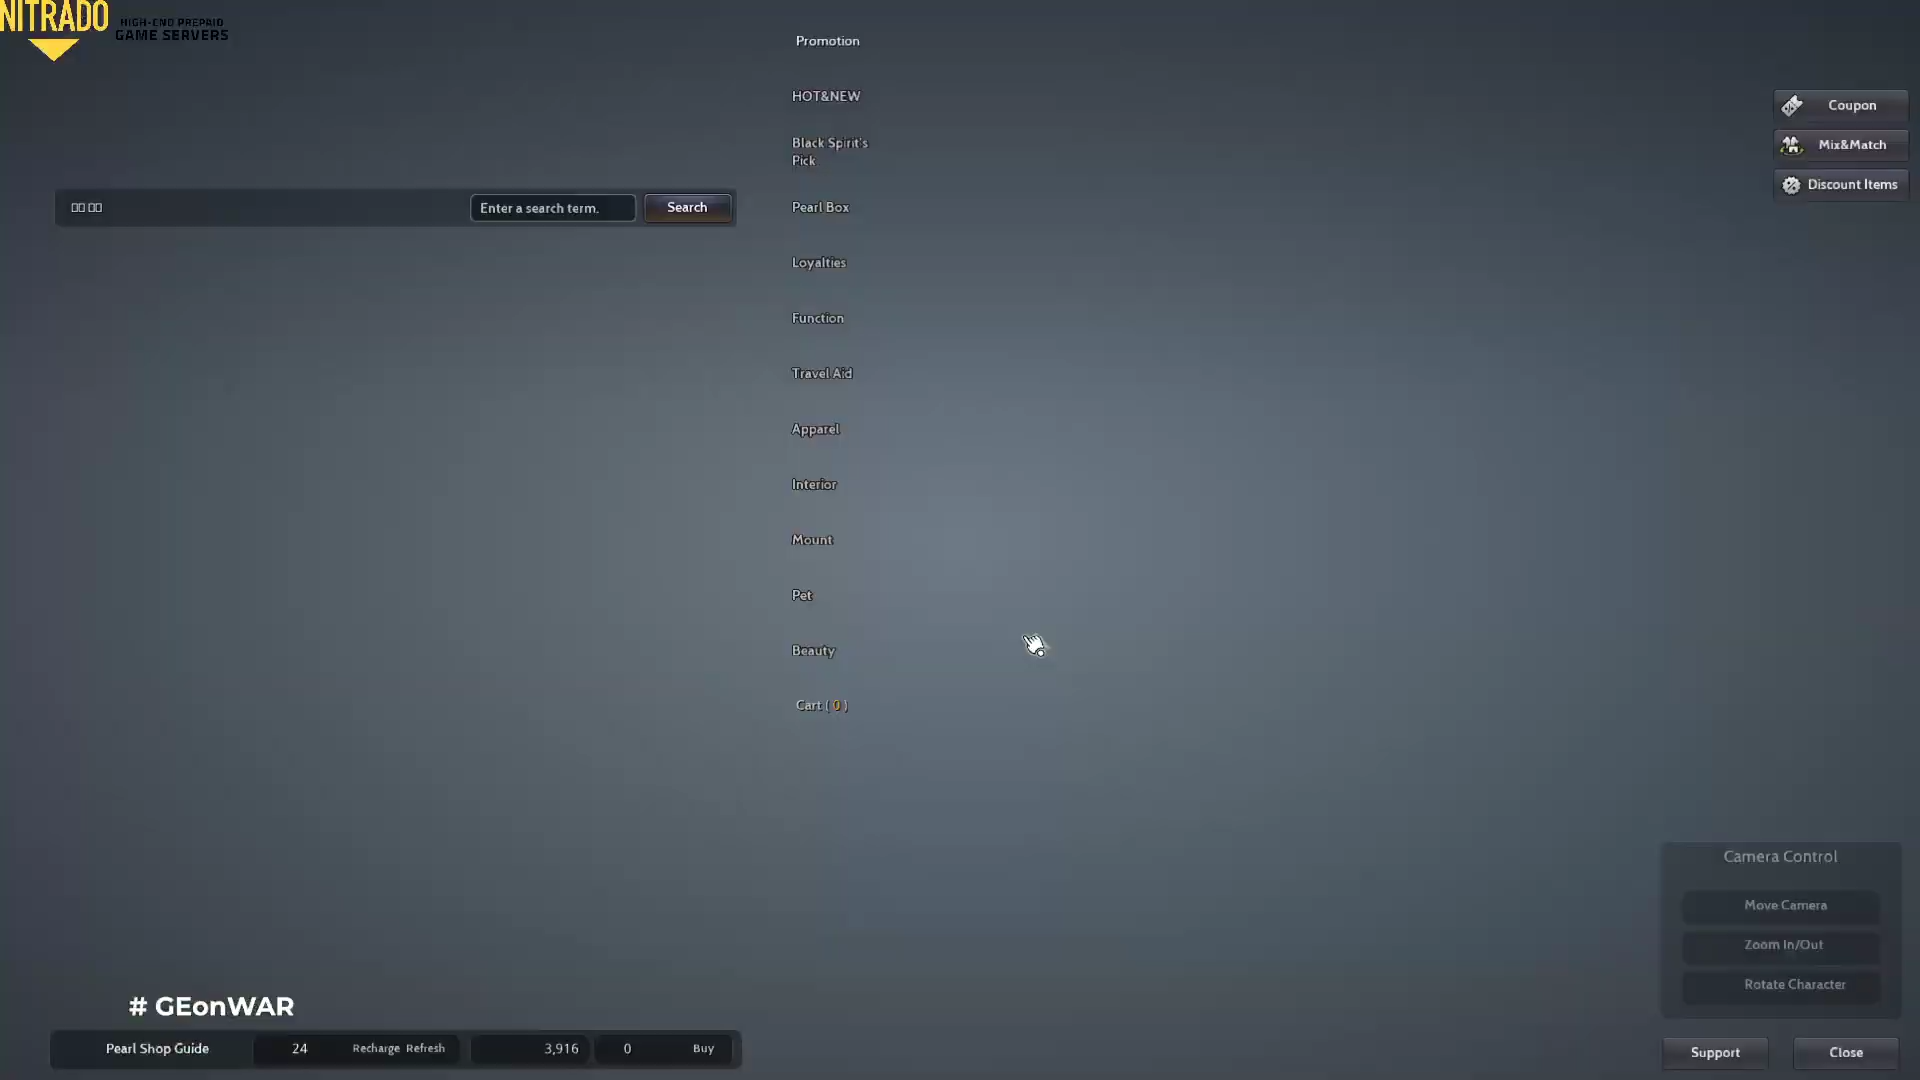 NITRADO
HIGH-END PREPAID
GAME SERVERS
Promotion
HOT&NEW
Black Spirit's
Pick
Enter a search term.
Search
Pearl Box
Loyalties
Function
Travel Aid
Apparel
Interior
Mount
Pet
Beauty
Cart ( 0 )
Coupon
Mix&Match
Discount Items
Camera Control
Move Camera
Zoom In/Out
Rotate Character
# GEonWAR
Pearl Shop Guide
24
Recharge Refresh
3,916
0
Buy
Support
Close